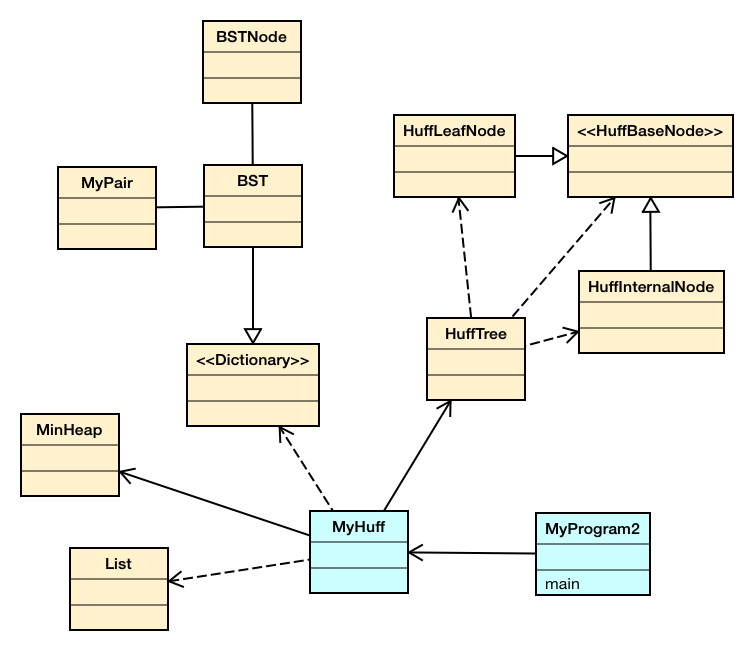 BSTNode
HuffLeafNode
<<HuffBaseNode>>
MyPair
BST
HuffInternalNode
HuffTree
<<Dictionary>>
MinHeap
MyHuff
MyProgram2
List
main